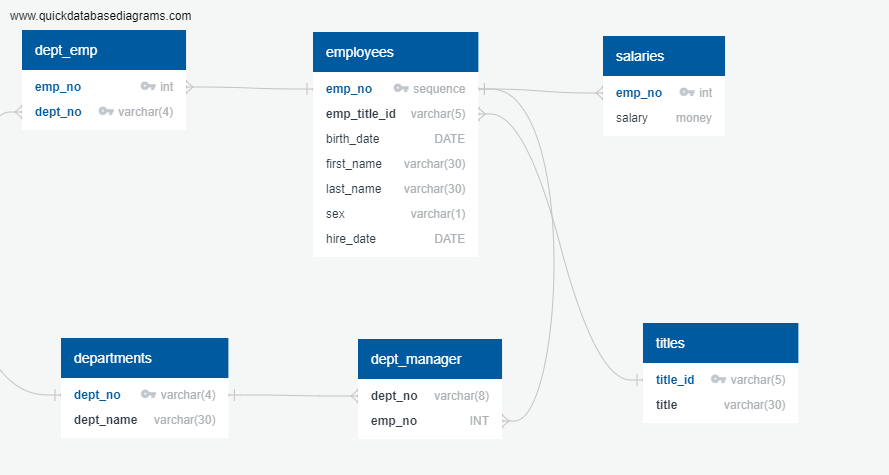 www.quickdatabasediagrams.com
dept_emp
emp_no int
dept_no varchar(4)
employees
emp_no sequence
emp_title_id varchar(5)
birth_date DATE
first_name varchar(30)
last_name varchar(30)
sex varchar(1)
hire_date DATE
salaries
emp_no int
salary money
departments
dept_no varchar(4)
dept_name varchar(30)
dept_manager
dept_no varchar(8)
emp_no INT
titles
title_id varchar(5)
title varchar(30)